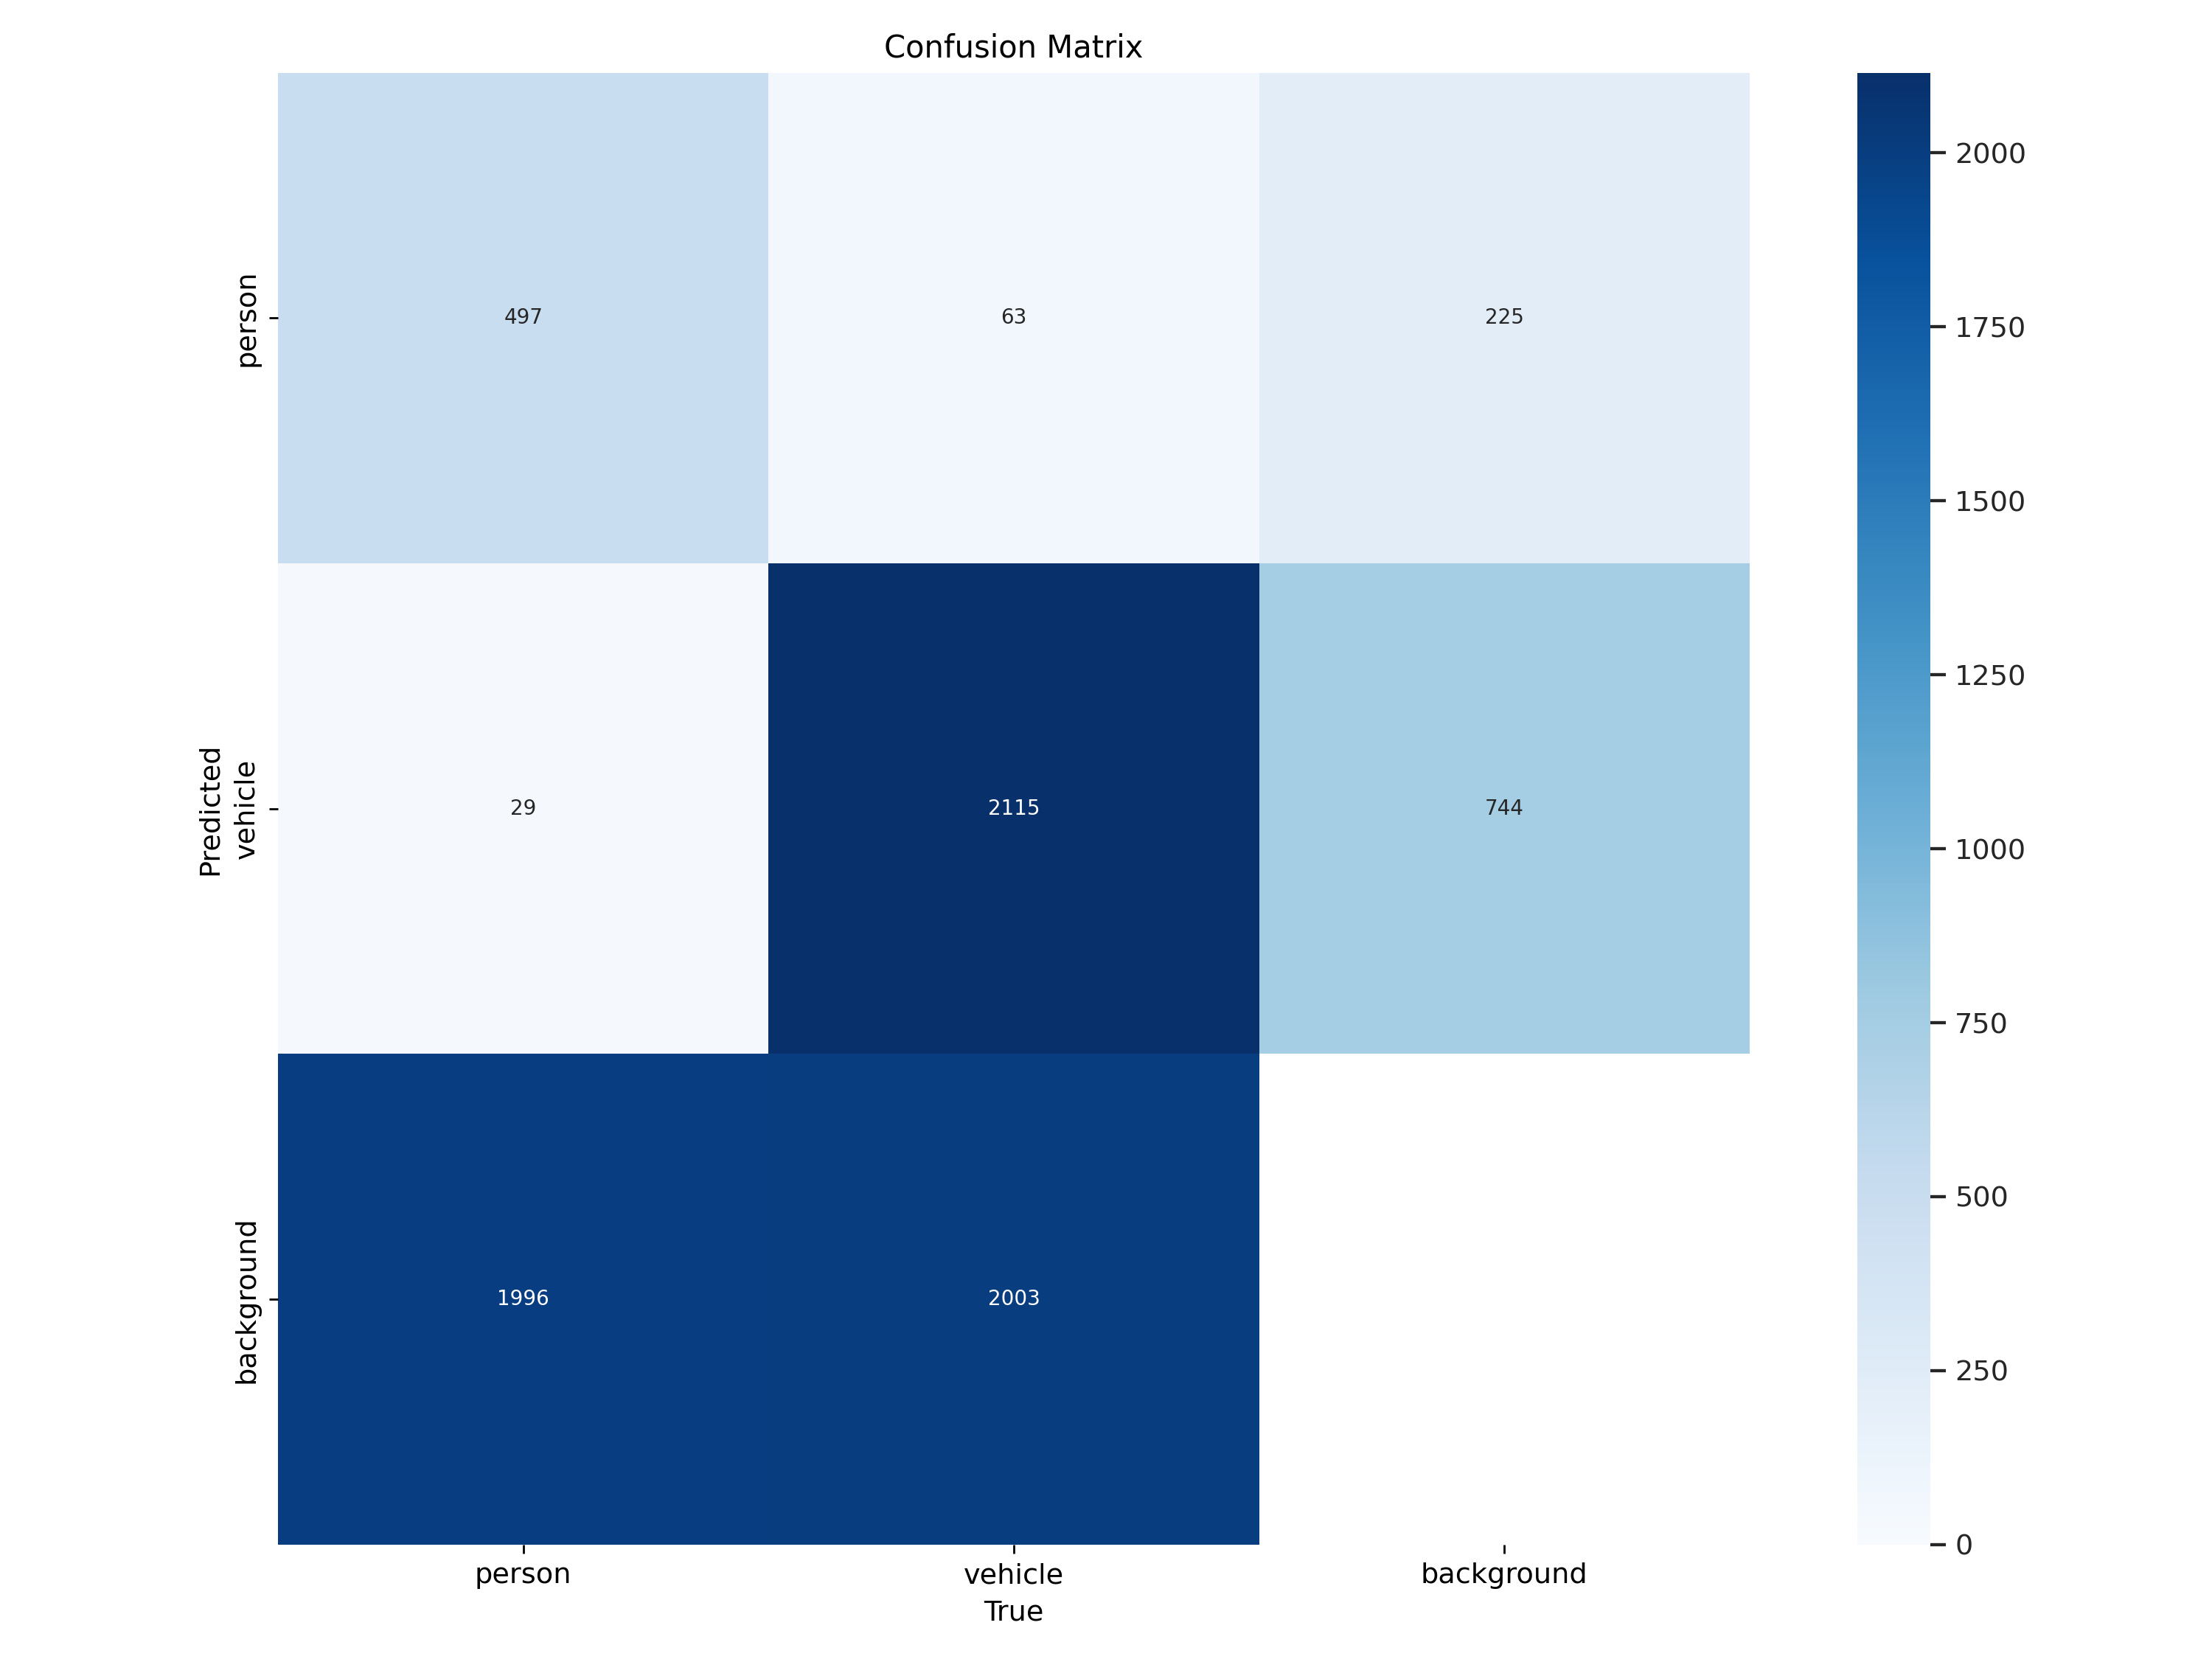 Confusion Matrix
person
497
63
225
2000
1750
1500
Predicted
vehicle
29
2115
744
1250
1000
750
background
1996
2003
500
250
0
person
vehicle
background
True